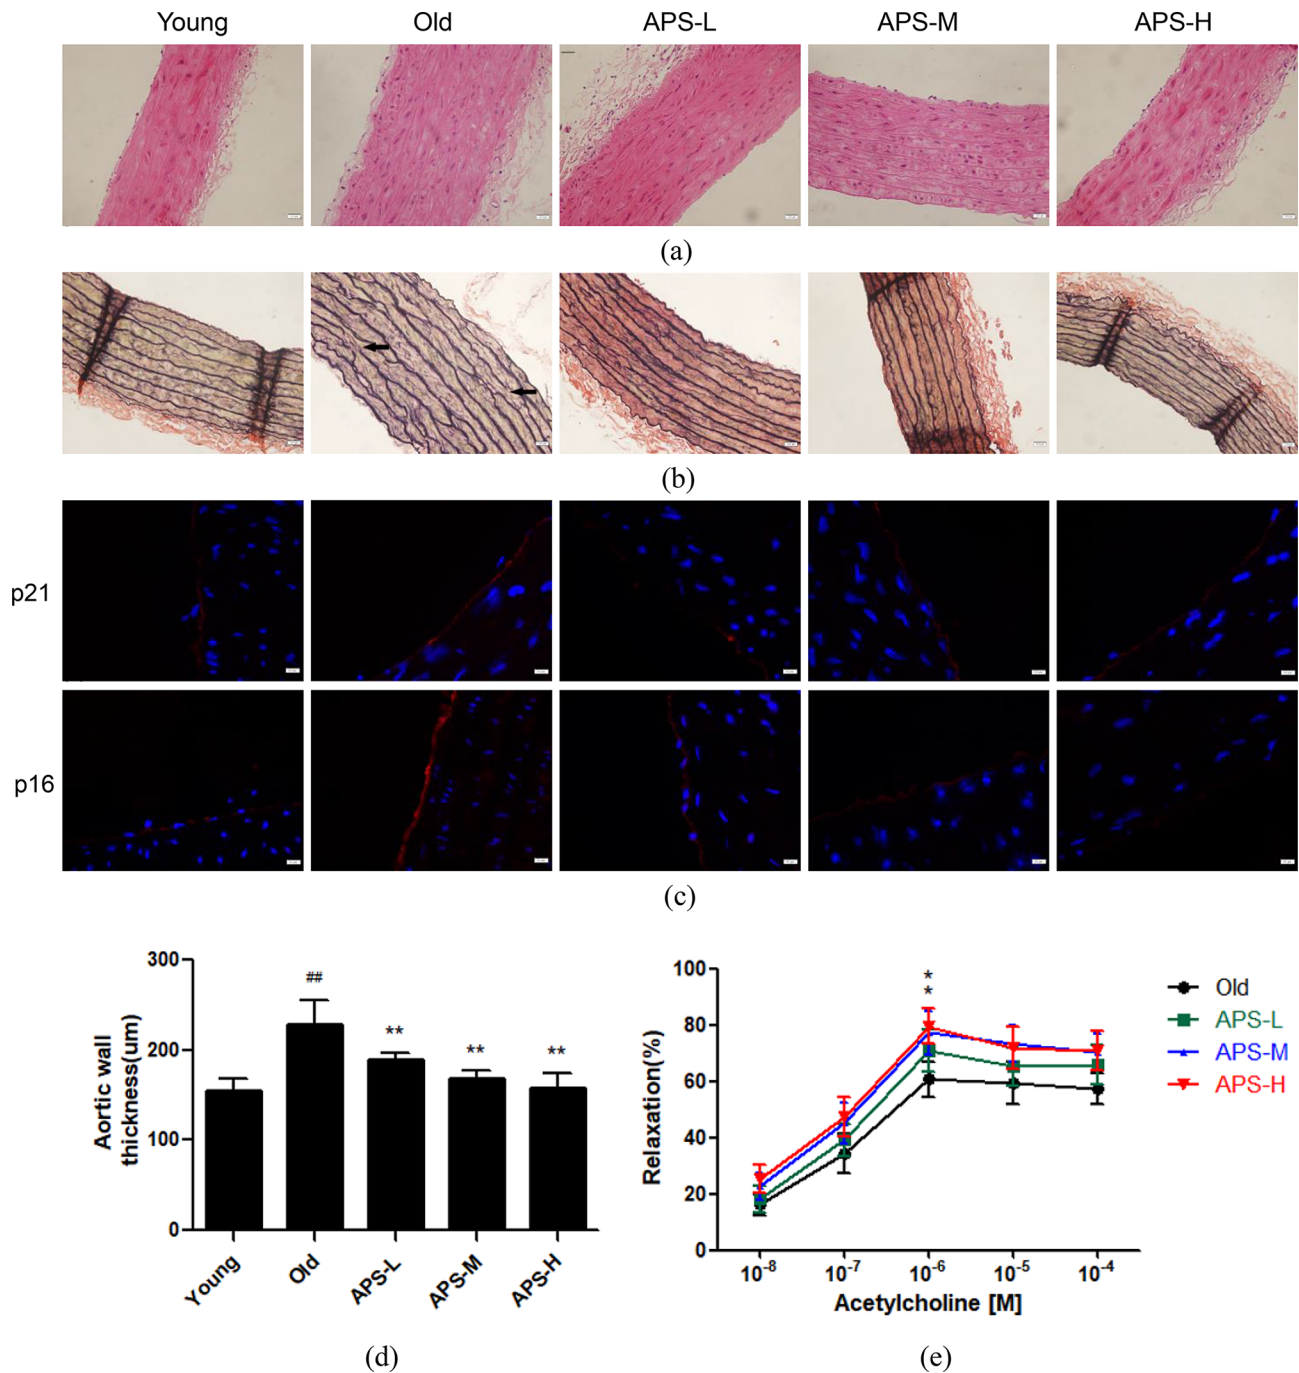 Young Old APS-L APS-M APS-H
(a)
(b)
p21
p16
(c)
300
200
100
0
Aortic wall
thickness(um)
##
**
**
**
Young Old APS-L APS-M APS-H
(d)
100
80
60
40
20
0
Relaxation(%)
*
*
10-8 10-7 10-6 10-5 10-4
Acetylcholine [M]
Old
APS-L
APS-M
APS-H
(e)